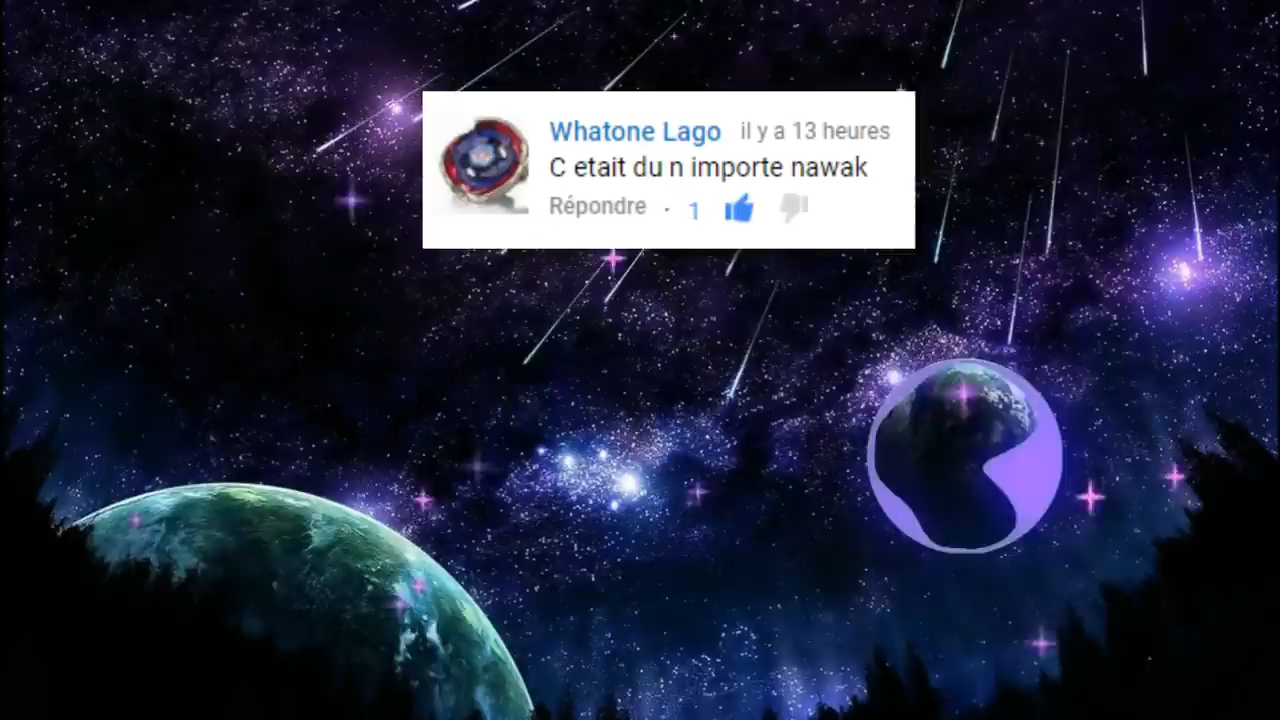 Whatone Lago il y a 13 heures
C etait du n importe nawak
Répondre · 1